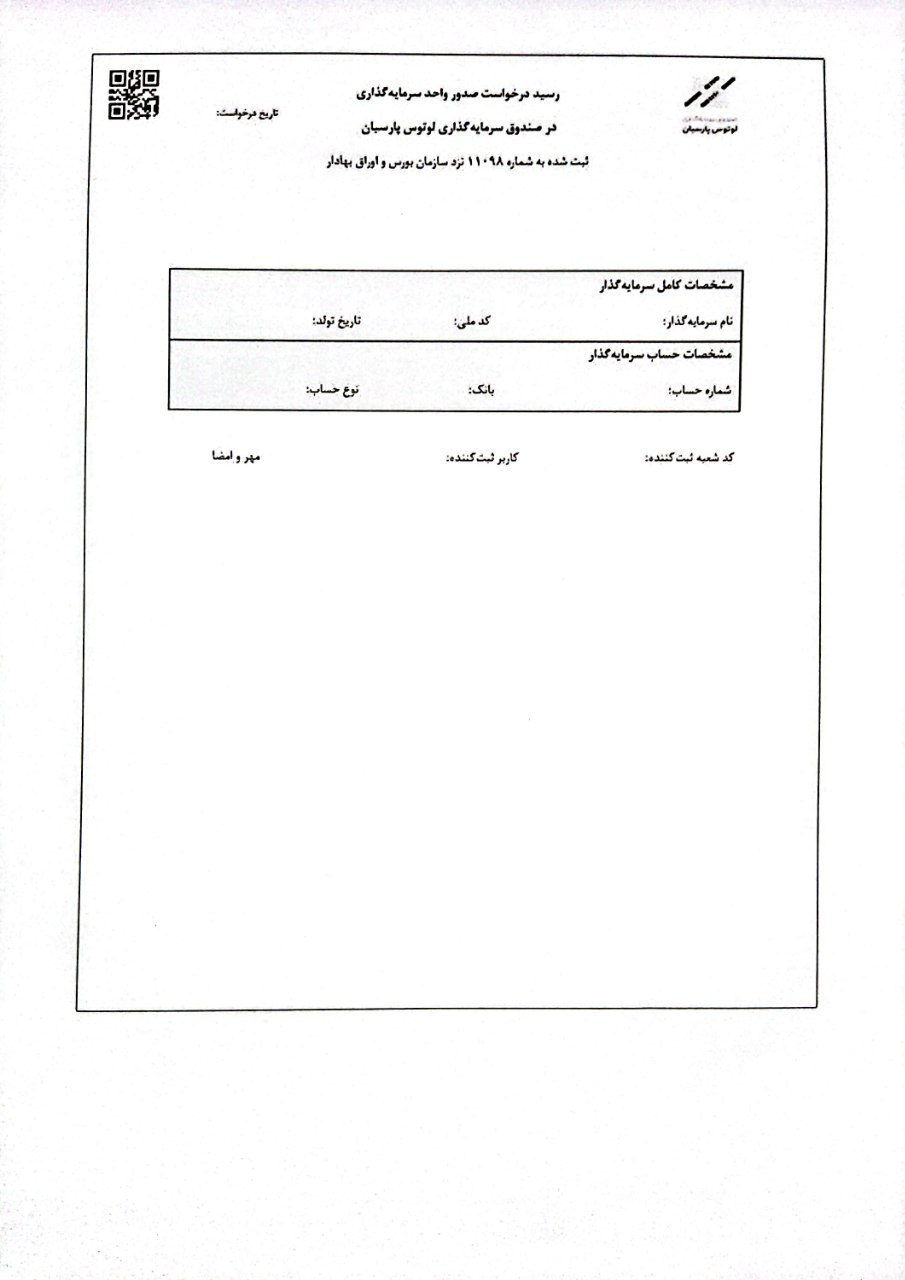 رسید درخواست صدور واحد سرمایه‌گذاری
در صندوق سرمایه‌گذاری لوتوس پارسیان
ثبت شده به شماره ۱۱۰۹۸ نزد سازمان بورس و اوراق بهادار
تاریخ درخواست:
لوتوس پارسیان
مشخصات کامل سرمایه‌گذار
نام سرمایه‌گذار: کد ملی: تاریخ تولد:
مشخصات حساب سرمایه‌گذار
شماره حساب: بانک: نوع حساب:
کد شعبه ثبت‌کننده: کاربر ثبت‌کننده: مهر و امضا